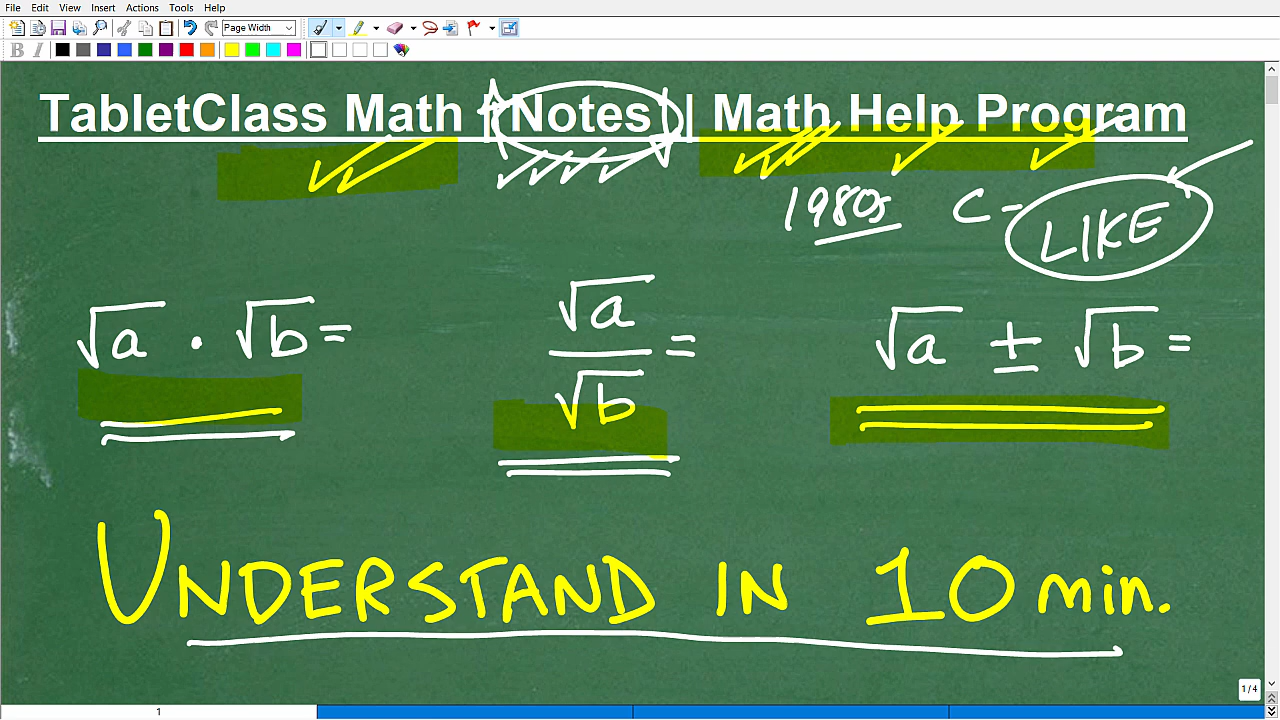 File Edit View Insert Actions Tools Help
Page Width
B I
TabletClass Math | Notes | Math Help Program
1980s C- LIKE
√a · √b =
√a / √b =
√a ± √b =
UNDERSTAND IN 10 min.
1/4
1